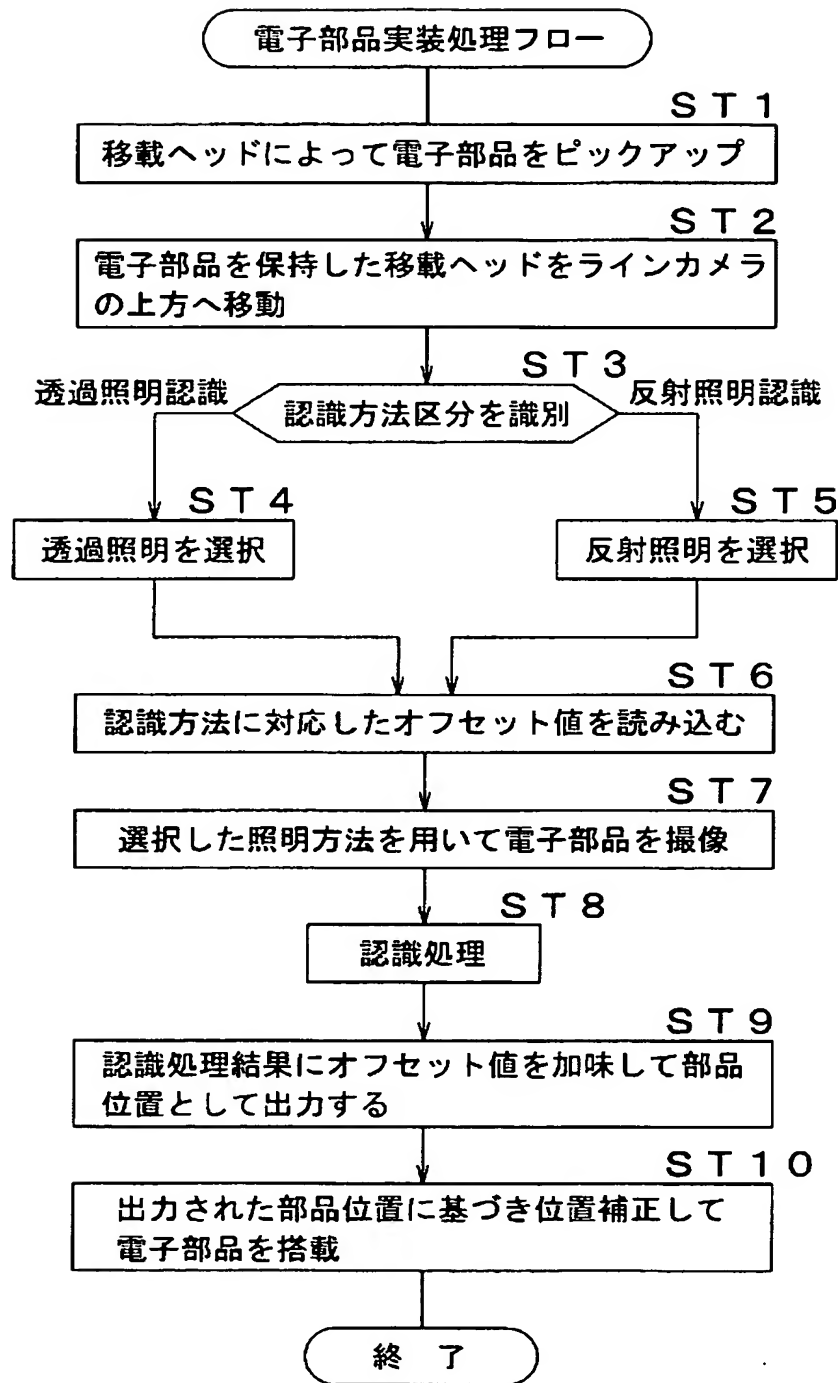 電子部品実装処理フロー
ST1
移載ヘッドによって電子部品をピックアップ
ST2
電子部品を保持した移載ヘッドをラインカメラ
の上方へ移動
ST3
透過照明認識
認識方法区分を識別
反射照明認識
ST4
透過照明を選択
ST5
反射照明を選択
ST6
認識方法に対応したオフセット値を読み込む
ST7
選択した照明方法を用いて電子部品を撮像
ST8
認識処理
ST9
認識処理結果にオフセット値を加味して部品
位置として出力する
ST10
出力された部品位置に基づき位置補正して
電子部品を搭載
終了